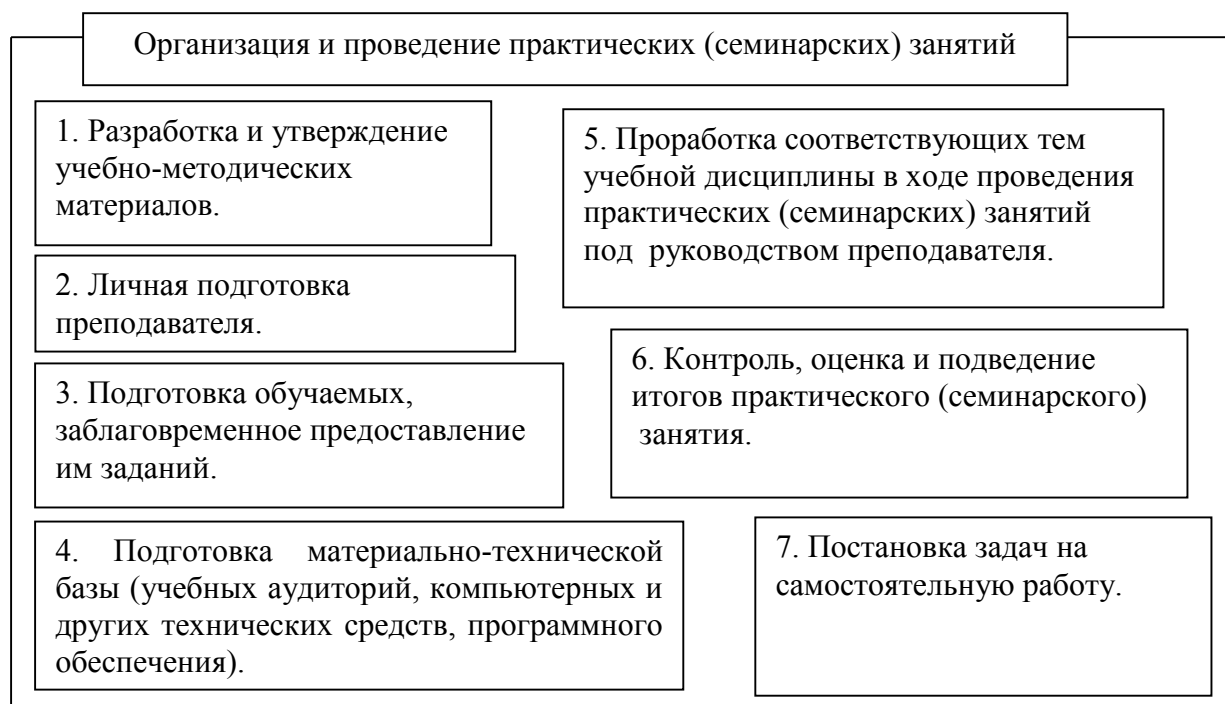 Организация и проведение практических (семинарских) занятий
1. Разработка и утверждение
учебно-методических
материалов.
2. Личная подготовка
преподавателя.
3. Подготовка обучаемых,
заблаговременное предоставление
им заданий.
4. Подготовка материально-технической
базы (учебных аудиторий, компьютерных и
других технических средств, программного
обеспечения).
5. Проработка соответствующих тем
учебной дисциплины в ходе проведения
практических (семинарских) занятий
под руководством преподавателя.
6. Контроль, оценка и подведение
итогов практического (семинарского)
занятия.
7. Постановка задач на
самостоятельную работу.